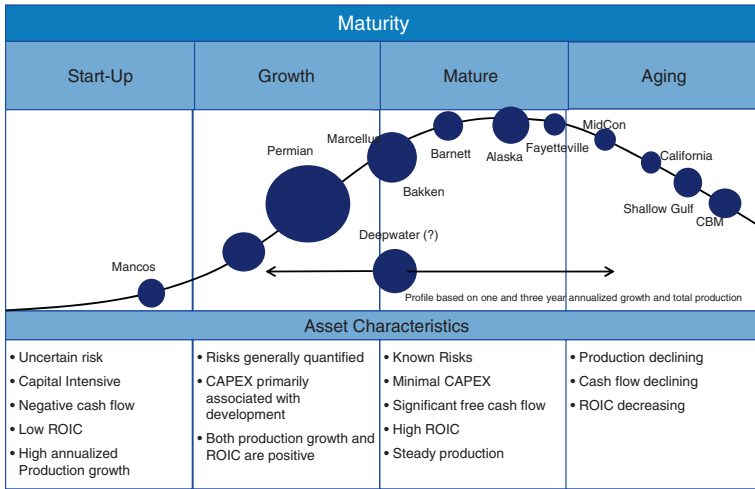 Maturity
Start-Up
Growth
Mature
Aging
Mancos
Permian
Marcellus
Bakken
Barnett
Alaska
Fayetteville
MidCon
California
Shallow Gulf
CBM
Deepwater (?)
Profile based on one and three year annualized growth and total production
Asset Characteristics
• Uncertain risk
• Capital Intensive
• Negative cash flow
• Low ROIC
• High annualized
Production growth
• Risks generally quantified
• CAPEX primarily
associated with
development
• Both production growth and
ROIC are positive
• Known Risks
• Minimal CAPEX
• Significant free cash flow
• High ROIC
• Steady production
• Production declining
• Cash flow declining
• ROIC decreasing